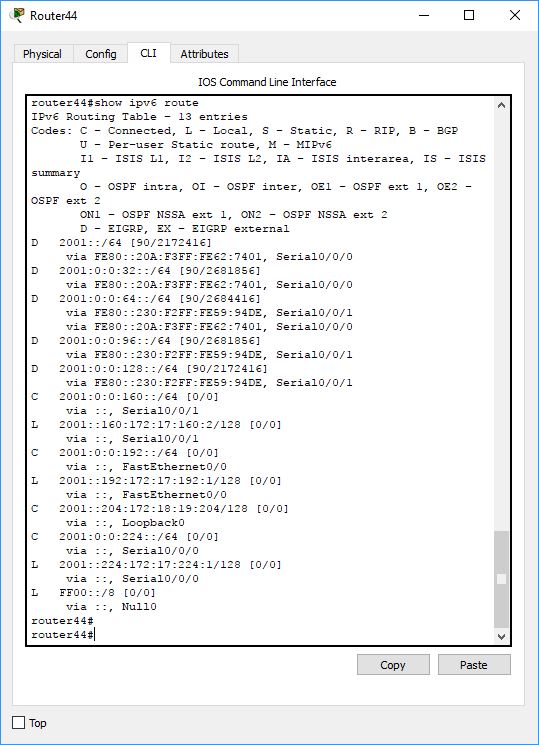 Router44
Physical Config CLI Attributes
IOS Command Line Interface
router44#show ipv6 route
IPv6 Routing Table - 13 entries
Codes: C - Connected, L - Local, S - Static, R - RIP, B - BGP
U - Per-user Static route, M - MIPv6
I1 - ISIS L1, I2 - ISIS L2, IA - ISIS interarea, IS - ISIS
summary
O - OSPF intra, OI - OSPF inter, OE1 - OSPF ext 1, OE2 -
OSPF ext 2
ON1 - OSPF NSSA ext 1, ON2 - OSPF NSSA ext 2
D - EIGRP, EX - EIGRP external
D 2001::/64 [90/2172416]
via FE80::20A:F3FF:FE62:7401, Serial0/0/0
D 2001:0:0:32::/64 [90/2681856]
via FE80::20A:F3FF:FE62:7401, Serial0/0/0
D 2001:0:0:64::/64 [90/2684416]
via FE80::230:F2FF:FE59:94DE, Serial0/0/1
via FE80::20A:F3FF:FE62:7401, Serial0/0/0
D 2001:0:0:96::/64 [90/2681856]
via FE80::230:F2FF:FE59:94DE, Serial0/0/1
D 2001:0:0:128::/64 [90/2172416]
via FE80::230:F2FF:FE59:94DE, Serial0/0/1
C 2001:0:0:160::/64 [0/0]
via ::, Serial0/0/1
L 2001::160:172:17:160:2/128 [0/0]
via ::, Serial0/0/1
C 2001:0:0:192::/64 [0/0]
via ::, FastEthernet0/0
L 2001::192:172:17:192:1/128 [0/0]
via ::, FastEthernet0/0
C 2001::204:172:18:19:204/128 [0/0]
via ::, Loopback0
C 2001:0:0:224::/64 [0/0]
via ::, Serial0/0/0
L 2001::224:172:17:224:1/128 [0/0]
via ::, Serial0/0/0
L FF00::/8 [0/0]
via ::, Null0
router44#
router44#
Copy Paste
Top